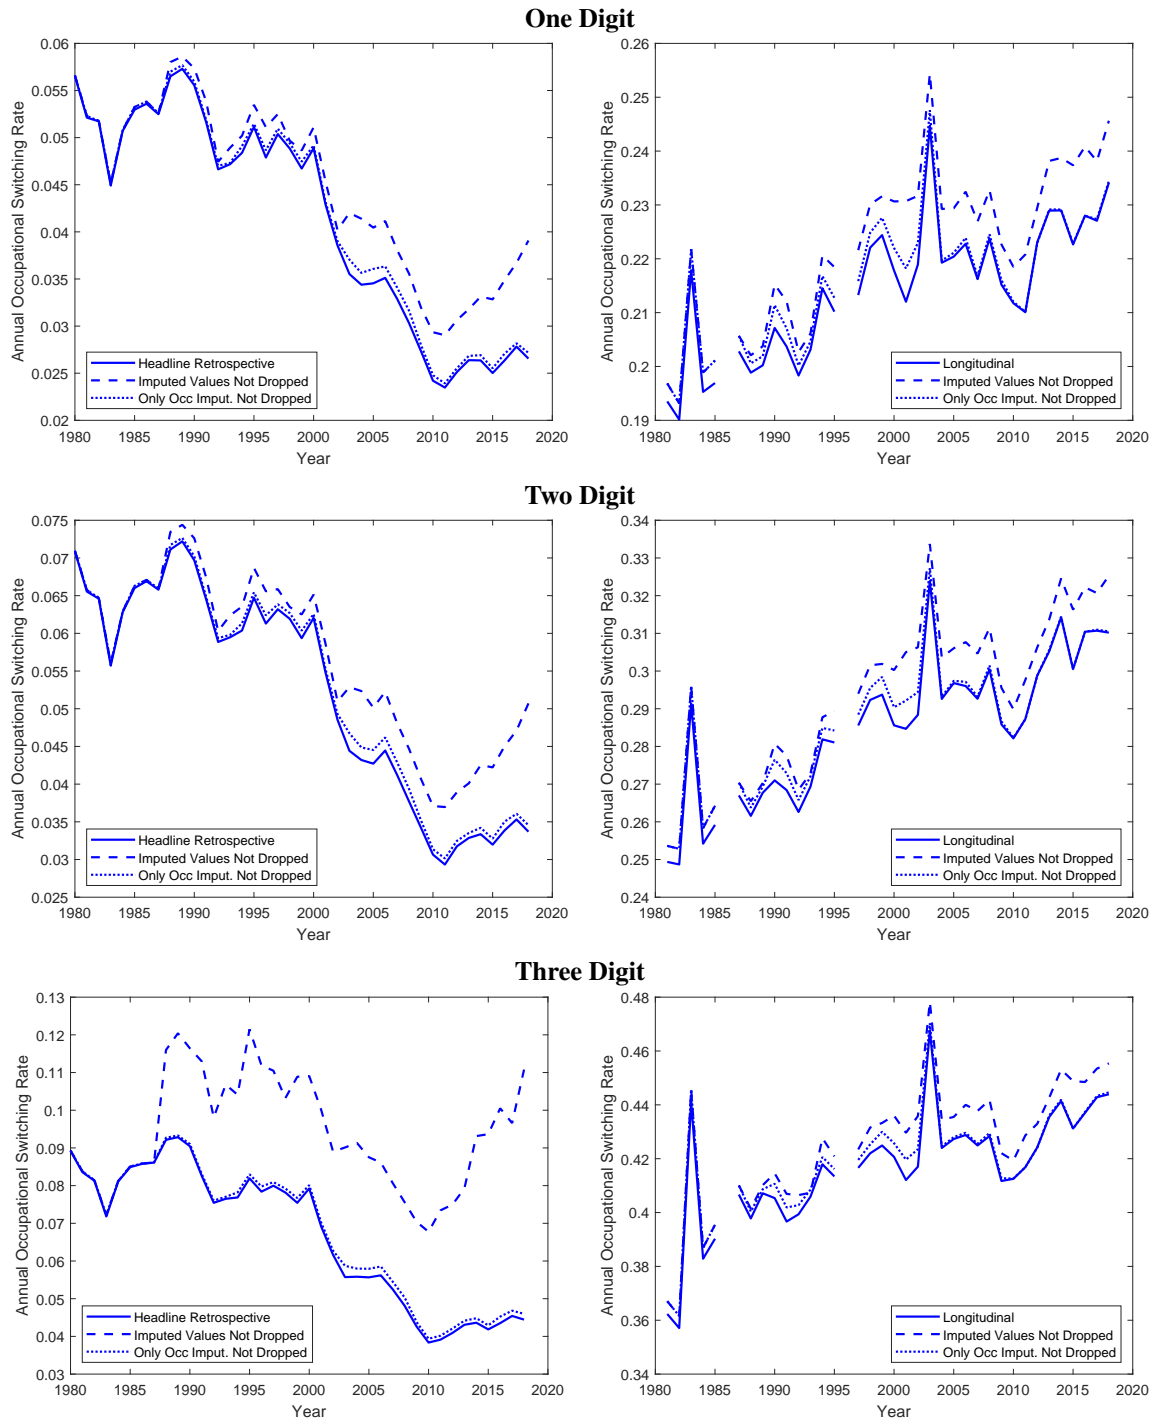 One Digit
Annual Occupational Switching Rate
0.06
0.055
0.05
0.045
0.04
0.035
0.03
0.025
0.02
Headline Retrospective
Imputed Values Not Dropped
Only Occ Imput. Not Dropped
1980 1985 1990 1995 2000 2005 2010 2015 2020
Year
Annual Occupational Switching Rate
0.26
0.25
0.24
0.23
0.22
0.21
0.2
0.19
Longitudinal
Imputed Values Not Dropped
Only Occ Imput. Not Dropped
1980 1985 1990 1995 2000 2005 2010 2015 2020
Year
Two Digit
Annual Occupational Switching Rate
0.075
0.07
0.065
0.06
0.055
0.05
0.045
0.04
0.035
0.03
0.025
Headline Retrospective
Imputed Values Not Dropped
Only Occ Imput. Not Dropped
1980 1985 1990 1995 2000 2005 2010 2015 2020
Year
Annual Occupational Switching Rate
0.34
0.33
0.32
0.31
0.3
0.29
0.28
0.27
0.26
0.25
0.24
Longitudinal
Imputed Values Not Dropped
Only Occ Imput. Not Dropped
1980 1985 1990 1995 2000 2005 2010 2015 2020
Year
Three Digit
Annual Occupational Switching Rate
0.13
0.12
0.11
0.1
0.09
0.08
0.07
0.06
0.05
0.04
0.03
Headline Retrospective
Imputed Values Not Dropped
Only Occ Imput. Not Dropped
1980 1985 1990 1995 2000 2005 2010 2015 2020
Year
Annual Occupational Switching Rate
0.48
0.46
0.44
0.42
0.4
0.38
0.36
0.34
Longitudinal
Imputed Values Not Dropped
Only Occ Imput. Not Dropped
1980 1985 1990 1995 2000 2005 2010 2015 2020
Year